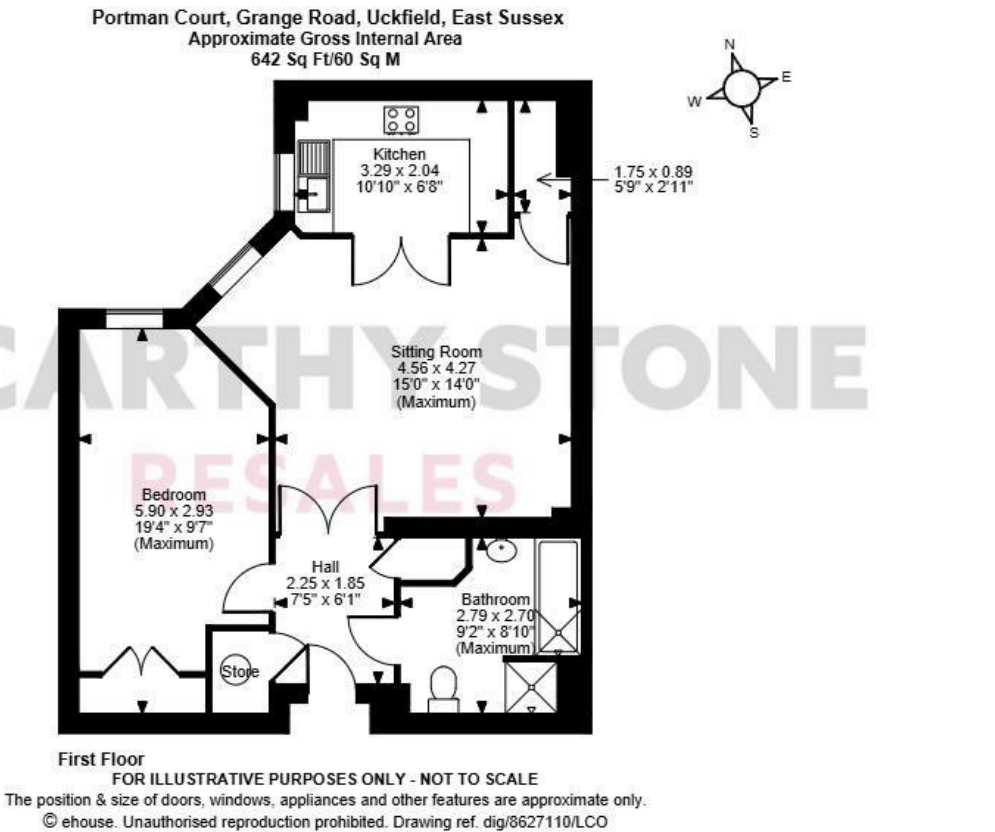 Portman Court, Grange Road, Uckfield, East Sussex
Approximate Gross Internal Area
642 Sq Ft/60 Sq M
N
E
W
S
Kitchen
3.29 x 2.04
10'10" x 6'8"
1.75 x 0.89
5'9" x 2'11"
CARTHY STONE
RESALES
Sitting Room
4.56 x 4.27
15'0" x 14'0"
(Maximum)
Bedroom
5.90 x 2.93
19'4" x 9'7"
(Maximum)
Hall
2.25 x 1.85
7'5" x 6'1"
Bathroom
2.79 x 2.70
9'2" x 8'10"
(Maximum)
Store
First Floor
FOR ILLUSTRATIVE PURPOSES ONLY - NOT TO SCALE
The position & size of doors, windows, appliances and other features are approximate only.
© ehouse. Unauthorised reproduction prohibited. Drawing ref. dig/8627110/LCO